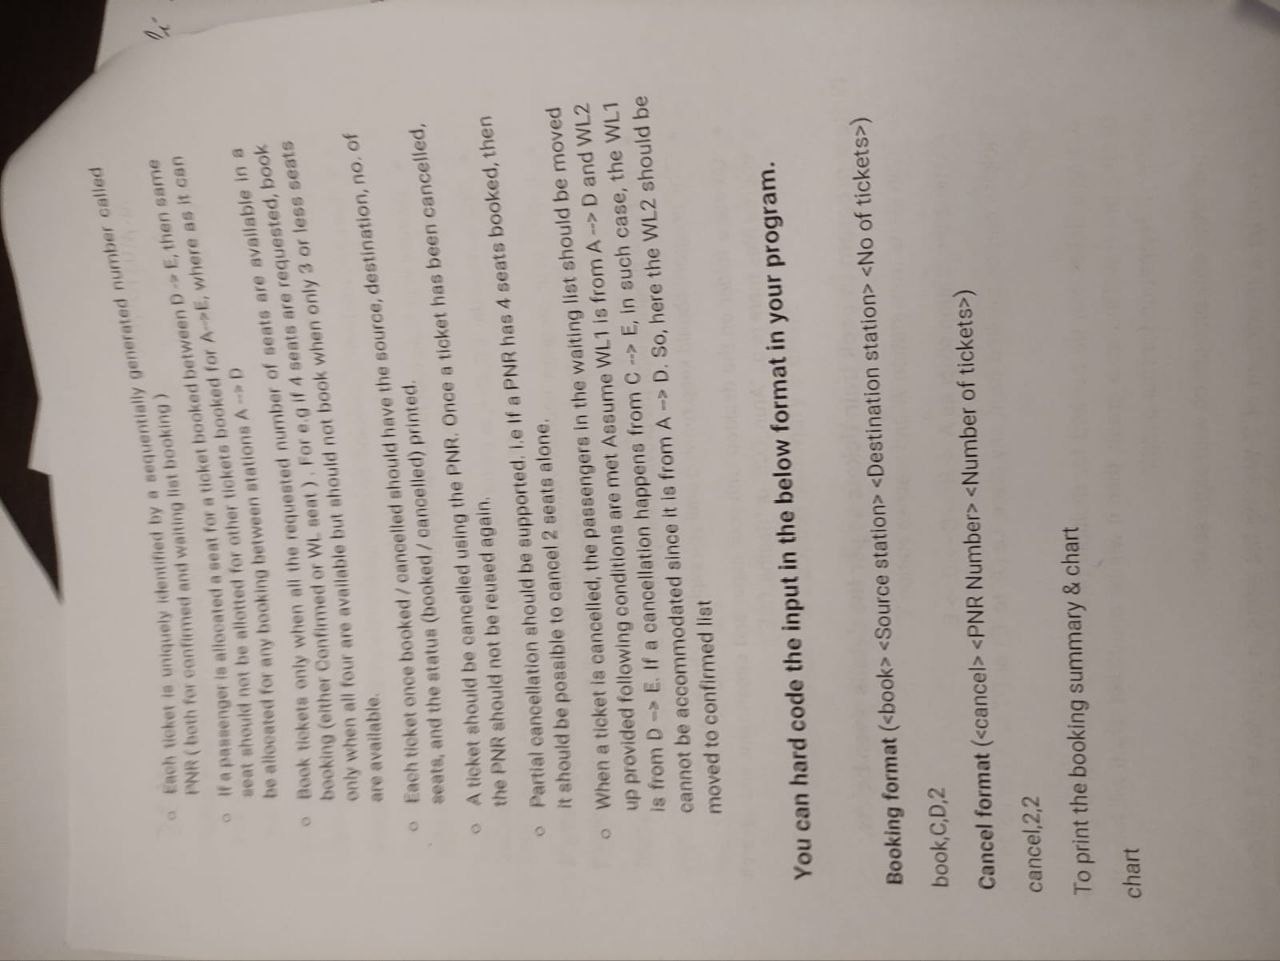 Each ticket is uniquely identified by a sequentially generated number called
PNR ( both for confirmed and waiting list booking )
If a passenger is allocated a seat for a ticket booked between D -> E, then same
seat should not be allotted for other tickets booked for A->E, where as it can
be allocated for any booking between stations A --> D
Book tickets only when all the requested number of seats are available in a
booking (either Confirmed or WL seat ) . For e.g if 4 seats are requested, book
only when all four are available but should not book when only 3 or less seats
are available.
Each ticket once booked / cancelled should have the source, destination, no. of
seats, and the status (booked / cancelled) printed.
A ticket should be cancelled using the PNR. Once a ticket has been cancelled,
the PNR should not be reused again.
Partial cancellation should be supported. i.e If a PNR has 4 seats booked, then
it should be possible to cancel 2 seats alone.
When a ticket is cancelled, the passengers in the waiting list should be moved
up provided following conditions are met Assume WL1 is from A --> D and WL2
is from D --> E. If a cancellation happens from C --> E, in such case, the WL1
cannot be accommodated since it is from A --> D. So, here the WL2 should be
moved to confirmed list
You can hard code the input in the below format in your program.
Booking format (<book> <Source station> <Destination station> <No of tickets>)
book,C,D,2
Cancel format (<cancel> <PNR Number> <Number of tickets>)
cancel,2,2
To print the booking summary & chart
chart